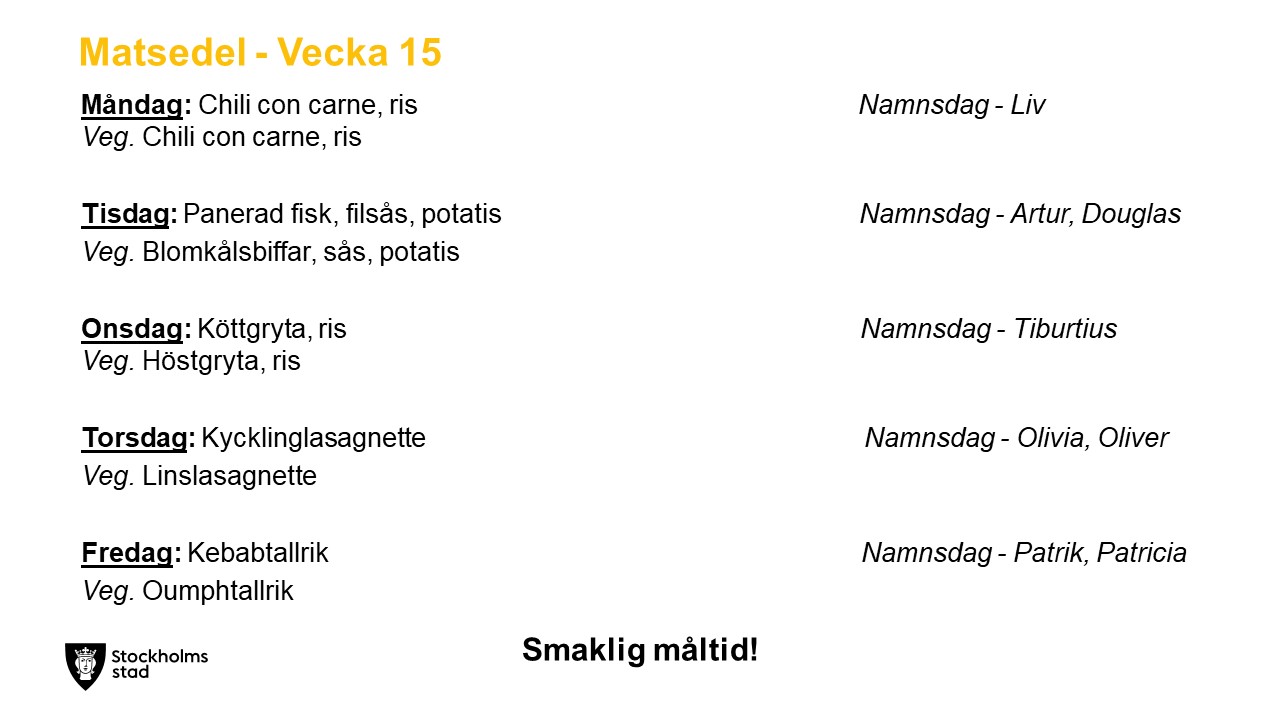 Matsedel - Vecka 15
Måndag: Chili con carne, ris Namnsdag - Liv
Veg. Chili con carne, ris
Tisdag: Panerad fisk, filsås, potatis Namnsdag - Artur, Douglas
Veg. Blomkålsbiffar, sås, potatis
Onsdag: Köttgryta, ris Namnsdag - Tiburtius
Veg. Höstgryta, ris
Torsdag: Kycklinglasagnette Namnsdag - Olivia, Oliver
Veg. Linslasagnette
Fredag: Kebabtallrik Namnsdag - Patrik, Patricia
Veg. Oumphtallrik
Smaklig måltid!
Stockholms
stad